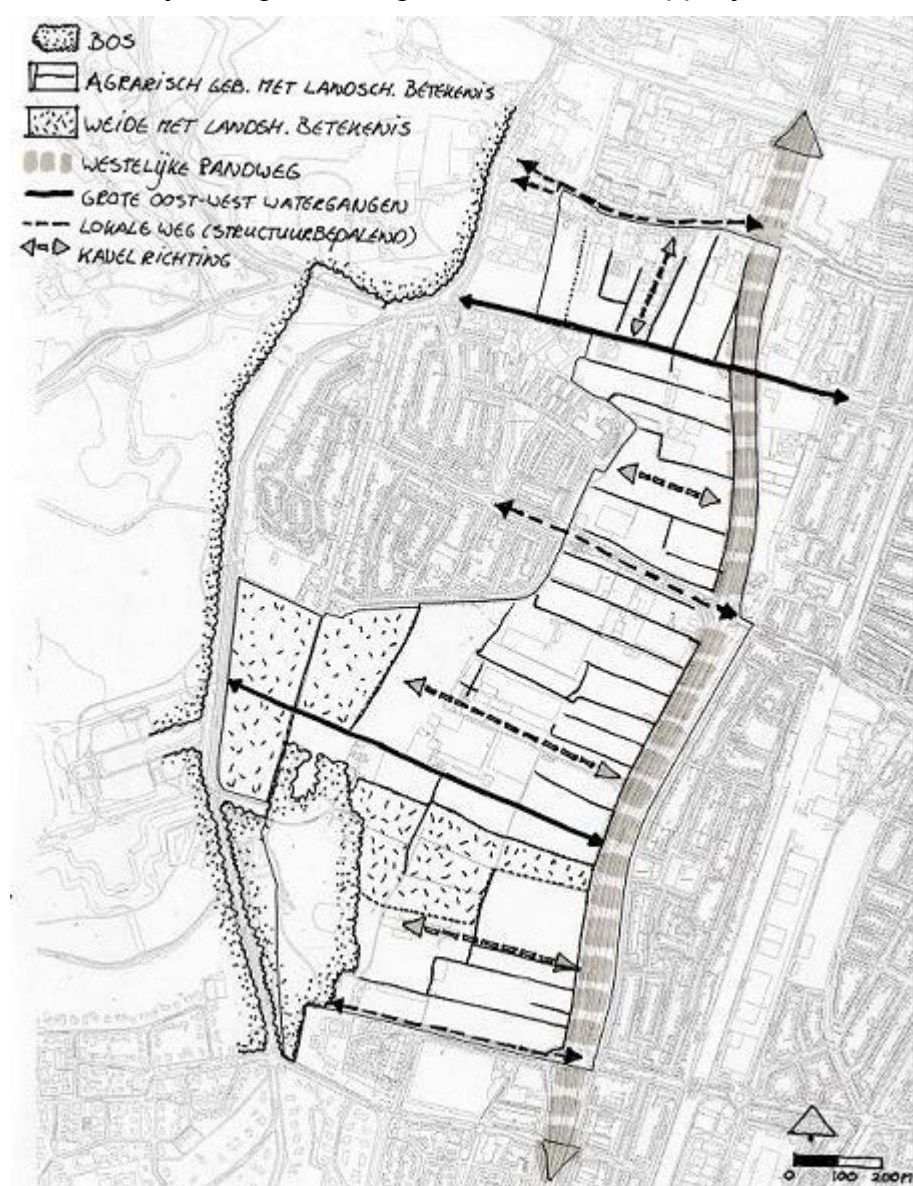 BOS
AGRARISCH GEB. MET LANDSCH. BETEKENIS
WEIDE MET LANDSH. BETEKENIS
WESTELIJKE RANDWEG
GROTE OOST-WEST WATERGANGEN
LOKALE WEG (STRUCTUURBEPALEND)
KAVEL RICHTING
0 100 200M